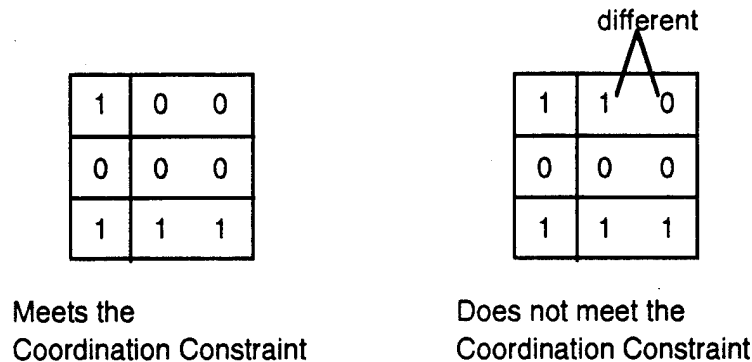 different
1 0 0
0 0 0
1 1 1
1 1 0
0 0 0
1 1 1
Meets the
Coordination Constraint
Does not meet the
Coordination Constraint